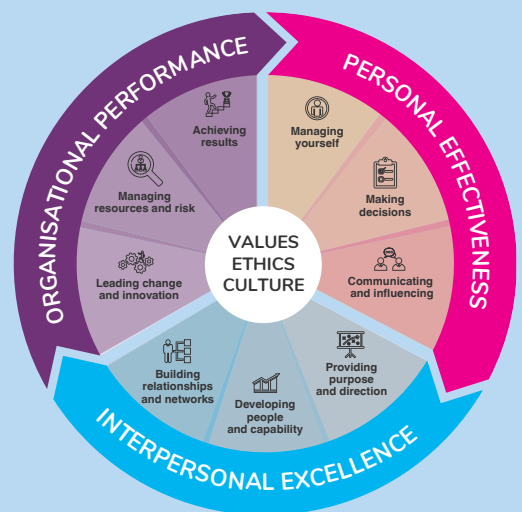 ORGANISATIONAL PERFORMANCE
PERSONAL EFFECTIVENESS
INTERPERSONAL EXCELLENCE
VALUES
ETHICS
CULTURE
Managing
yourself
Making
decisions
Communicating
and influencing
Providing
purpose
and direction
Developing
people
and capability
Building
relationships
and networks
Leading change
and innovation
Managing
resources and risk
Achieving
results